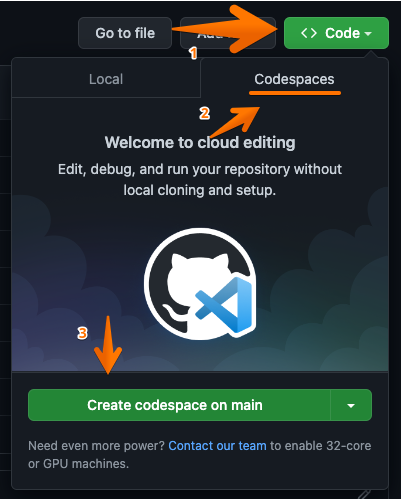 Go to file
Add
Code
1
Local
Codespaces
2
Welcome to cloud editing
Edit, debug, and run your repository without
local cloning and setup.
3
Create codespace on main
Need even more power? Contact our team to enable 32-core
or GPU machines.